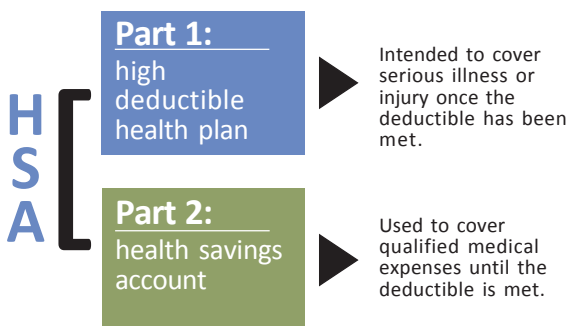 HSA
Part 1:
high
deductible
health plan
Intended to cover
serious illness or
injury once the
deductible has been
met.
Part 2:
health savings
account
Used to cover
qualified medical
expenses until the
deductible is met.